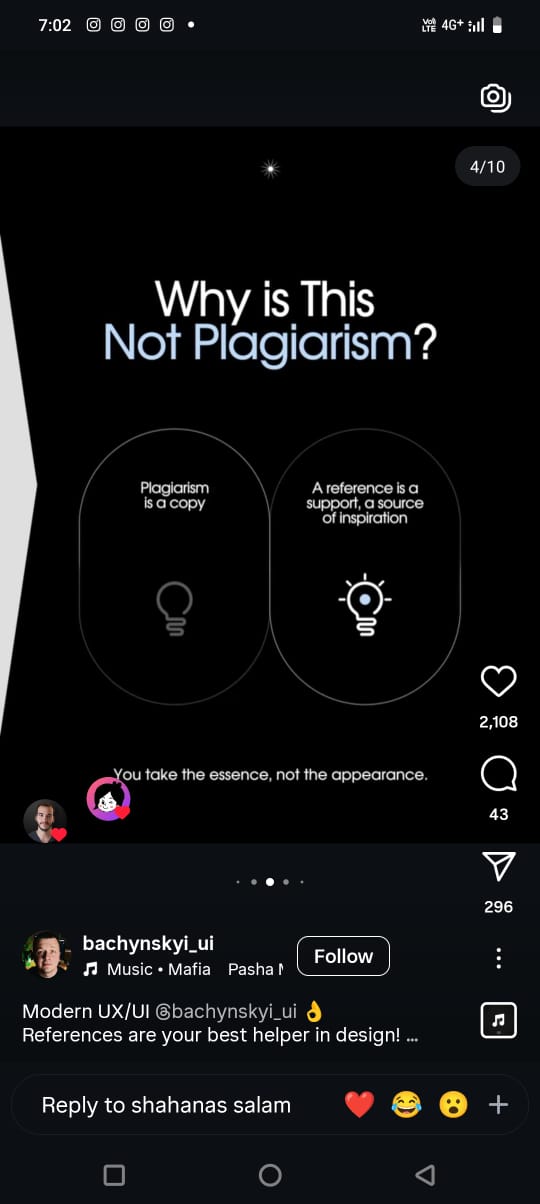 7:02
Vo) LTE 4G+
4/10
Why is This
Not Plagiarism?
Plagiarism
is a copy
A reference is a
support, a source
of inspiration
You take the essence, not the appearance.
2,108
43
296
bachynskyi_ui
Music • Mafia Pasha
Follow
Modern UX/UI @bachynskyi_ui 👌
References are your best helper in design! ...
Reply to shahanas salam